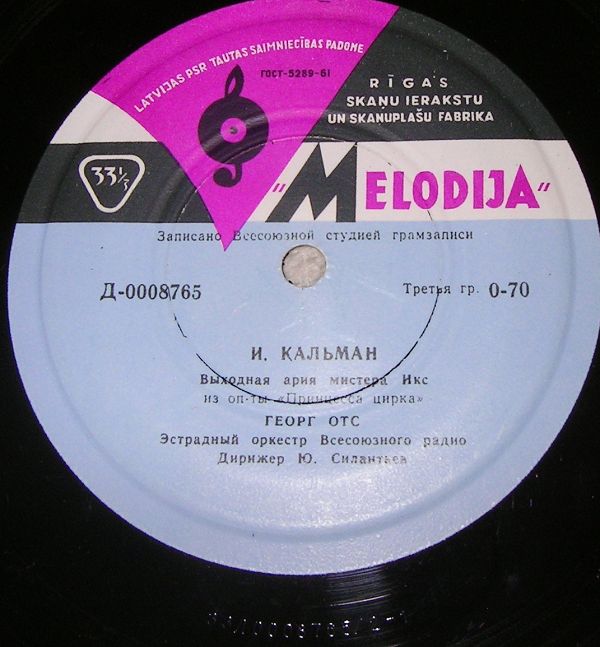 LATVIJAS PSR TAUTAS SAIMNIECĪBAS PADOME
ГОСТ-5289-61
RĪGAS
SKAŅU IERAKSTU
UN SKAŅUPLAŠU FABRIKA
33⅓
"MELODIJA"
Записано Всесоюзной студией грамзаписи
Д-0008765
Третья гр. 0-70
И. КАЛЬМАН
Выходная ария мистера Икс
из оп-ты «Принцесса цирка»
ГЕОРГ ОТС
Эстрадный оркестр Всесоюзного радио
Дирижер Ю. Силантьев